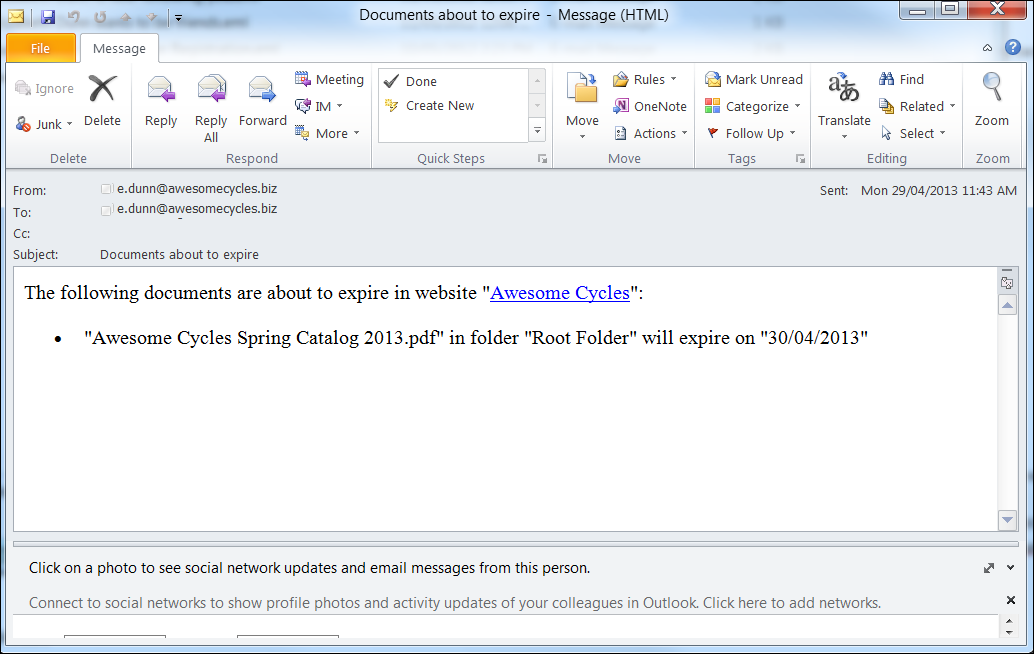 Documents about to expire - Message (HTML)
File Message
Ignore
Junk
Delete
Reply
Reply All
Forward
Meeting
IM
More
Done
Create New
Move
Rules
OneNote
Actions
Mark Unread
Categorize
Follow Up
Translate
Find
Related
Select
Zoom
Delete Respond Quick Steps Move Tags Editing Zoom
From: e.dunn@awesomecycles.biz Sent: Mon 29/04/2013 11:43 AM
To: e.dunn@awesomecycles.biz
Cc:
Subject: Documents about to expire
The following documents are about to expire in website "Awesome Cycles":
• "Awesome Cycles Spring Catalog 2013.pdf" in folder "Root Folder" will expire on "30/04/2013"
Click on a photo to see social network updates and email messages from this person.
Connect to social networks to show profile photos and activity updates of your colleagues in Outlook. Click here to add networks.